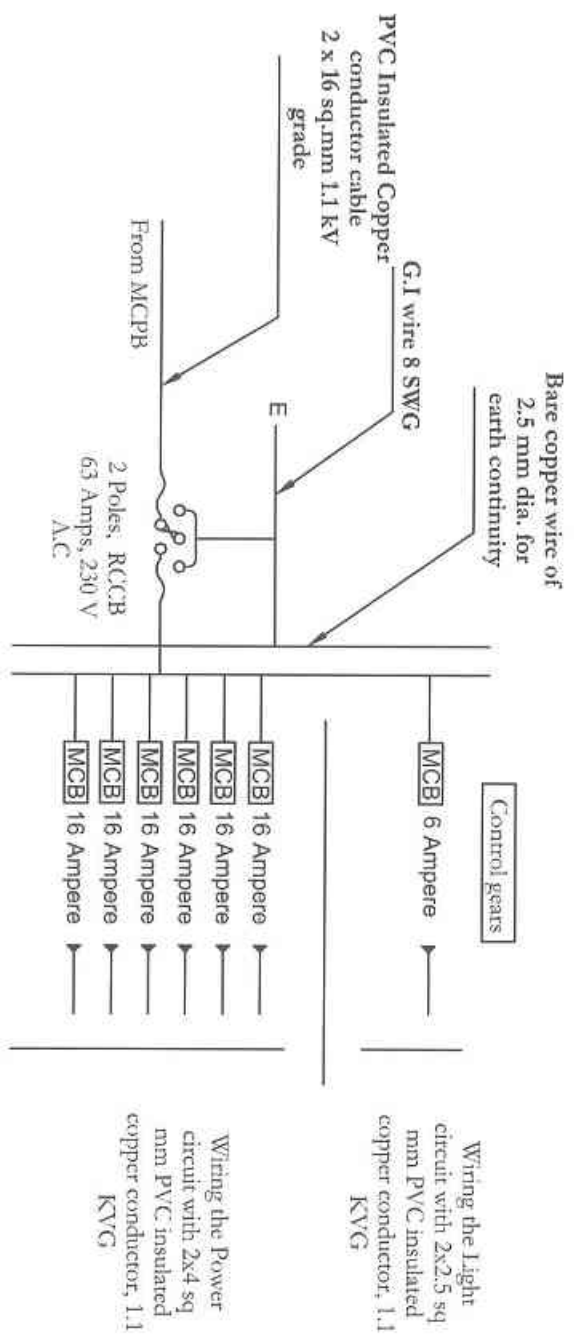 Bare copper wire of
2.5 mm dia. for
earth continuity
G.I wire 8 SWG
PVC Insulated Copper
conductor cable
2 x 16 sq.mm 1.1 kV
grade
E
From MCPB
2 Poles, RCCB
63 Amps, 230 V
A.C
Control gears
MCB 6 Ampere
MCB 16 Ampere
MCB 16 Ampere
MCB 16 Ampere
MCB 16 Ampere
MCB 16 Ampere
MCB 16 Ampere
Wiring the Light
circuit with 2x2.5 sq
mm PVC insulated
copper conductor, 1.1
KVG
Wiring the Power
circuit with 2x4 sq
mm PVC insulated
copper conductor, 1.1
KVG